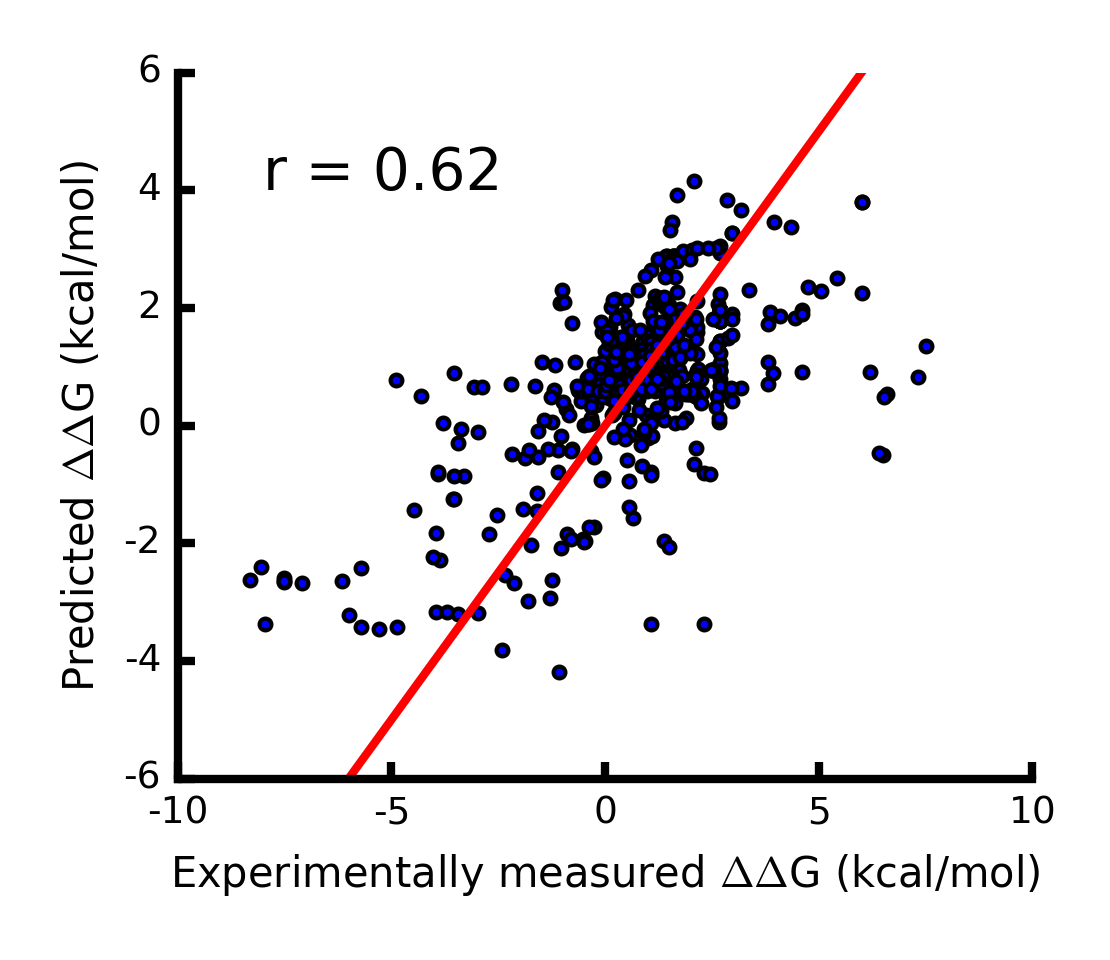 6
4
2
0
-2
-4
-6
r = 0.62
Predicted ΔΔG (kcal/mol)
-10 -5 0 5 10
Experimentally measured ΔΔG (kcal/mol)